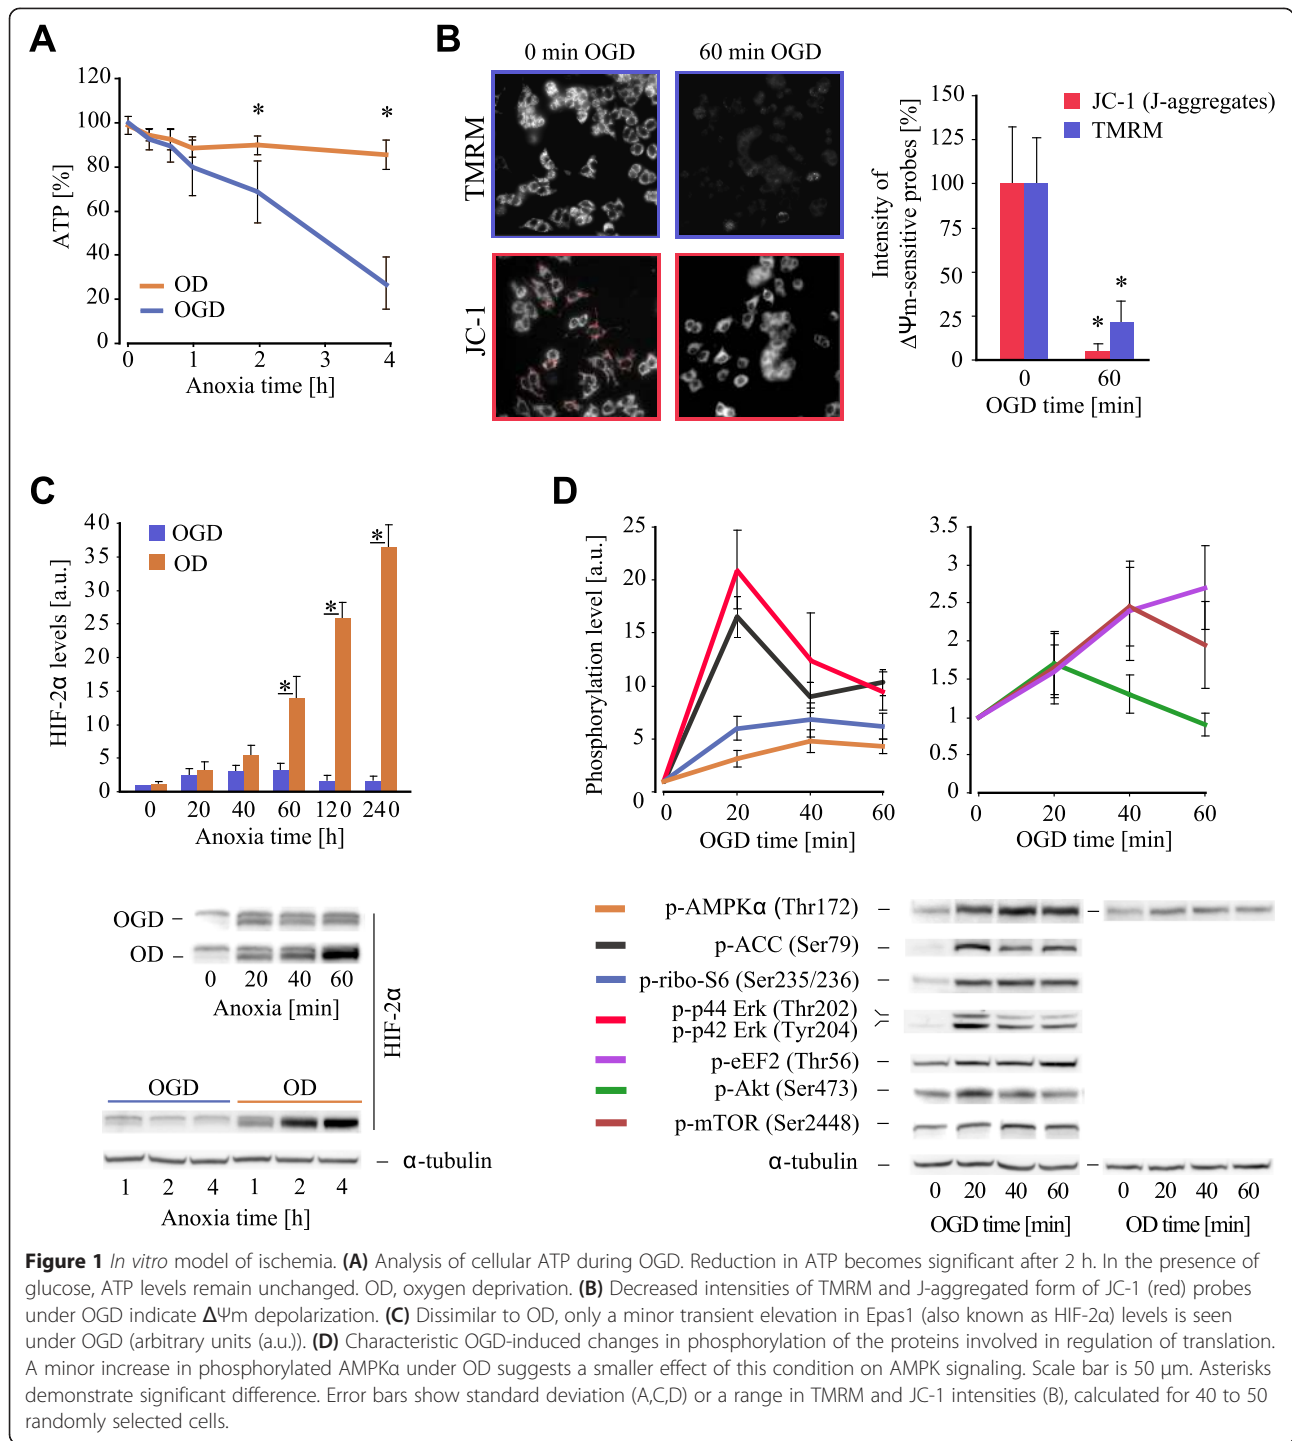 A
120
100
80
60
40
20
0
ATP [%]
*
*
OD
OGD
0 1 2 3 4
Anoxia time [h]
B
0 min OGD 60 min OGD
TMRM
JC-1
150
125
100
75
50
25
0
Intensity of
ΔΨm-sensitive probes [%]
JC-1 (J-aggregates)
TMRM
*
*
0 60
OGD time [min]
C
40
35
30
25
20
15
10
5
0
HIF-2α levels [a.u.]
OGD
OD
*
*
*
0 20 40 60 120 240
Anoxia time [h]
OGD –
OD –
0 20 40 60
Anoxia [min]
HIF-2α
OGD OD
– α-tubulin
1 2 4 1 2 4
Anoxia time [h]
D
25
20
15
10
5
0
Phosphorylation level [a.u.]
0 20 40 60
OGD time [min]
3.5
3
2.5
2
1.5
1
0.5
0
0 20 40 60
OGD time [min]
p-AMPKα (Thr172) – –
p-ACC (Ser79) –
p-ribo-S6 (Ser235/236) –
p-p44 Erk (Thr202)
p-p42 Erk (Tyr204)
p-eEF2 (Thr56) –
p-Akt (Ser473) –
p-mTOR (Ser2448) –
α-tubulin – –
0 20 40 60 0 20 40 60
OGD time [min] OD time [min]
Figure 1 In vitro model of ischemia. (A) Analysis of cellular ATP during OGD. Reduction in ATP becomes significant after 2 h. In the presence of
glucose, ATP levels remain unchanged. OD, oxygen deprivation. (B) Decreased intensities of TMRM and J-aggregated form of JC-1 (red) probes
under OGD indicate ΔΨm depolarization. (C) Dissimilar to OD, only a minor transient elevation in Epas1 (also known as HIF-2α) levels is seen
under OGD (arbitrary units (a.u.)). (D) Characteristic OGD-induced changes in phosphorylation of the proteins involved in regulation of translation.
A minor increase in phosphorylated AMPKα under OD suggests a smaller effect of this condition on AMPK signaling. Scale bar is 50 μm. Asterisks
demonstrate significant difference. Error bars show standard deviation (A,C,D) or a range in TMRM and JC-1 intensities (B), calculated for 40 to 50
randomly selected cells.